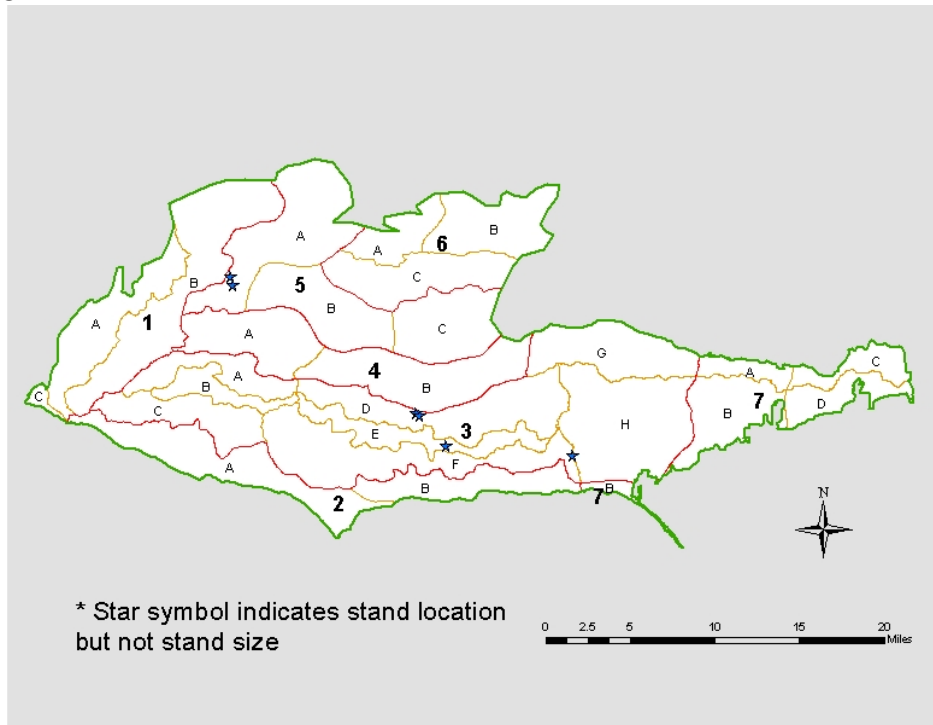 A
B
6
A
C
B
5
A
B
1
B
C
A
G
C
A
4
A
B
B
D
7
B
C
D
3
H
C
E
F
A
B
B
7
2
N
* Star symbol indicates stand location
but not stand size
0 2.5 5 10 15 20
Miles